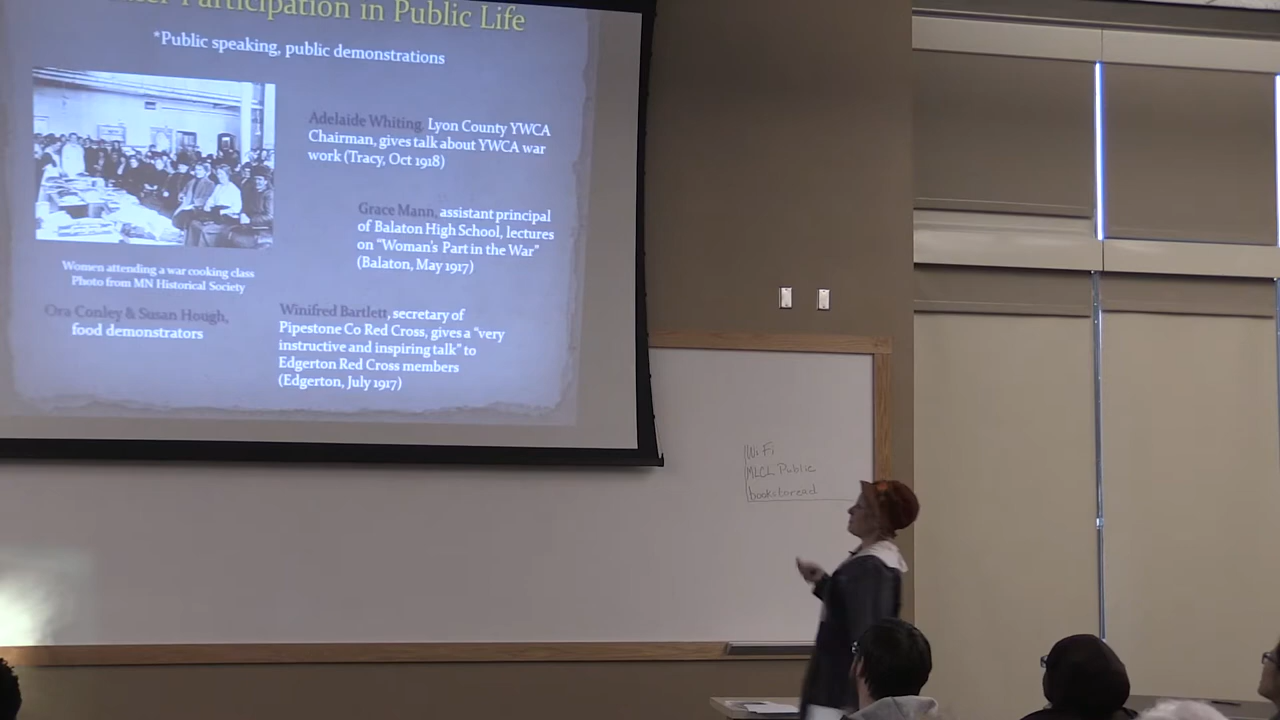 Participation in Public Life
*Public speaking, public demonstrations
Adelaide Whiting, Lyon County YWCA
Chairman, gives talk about YWCA war
work (Tracy, Oct 1918)
Grace Mann, assistant principal
of Balaton High School, lectures
on "Woman's Part in the War"
(Balaton, May 1917)
Women attending a war cooking class
Photo from MN Historical Society
Ora Conley & Susan Hough,
food demonstrators
Winifred Bartlett, secretary of
Pipestone Co Red Cross, gives a "very
instructive and inspiring talk" to
Edgerton Red Cross members
(Edgerton, July 1917)
WiFi
MLCL Public
bookstoread